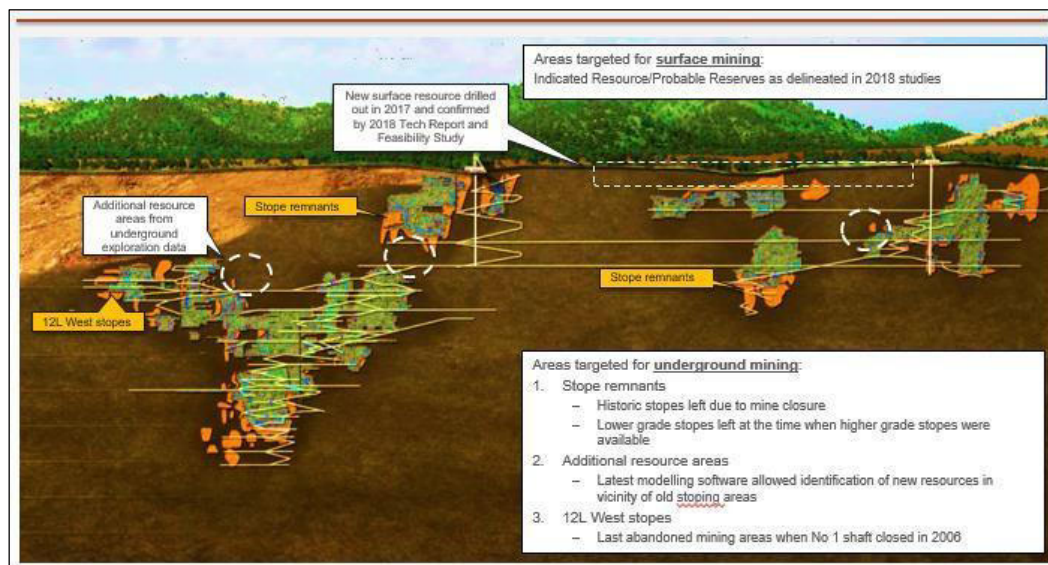 Areas targeted for surface mining:
Indicated Resource/Probable Reserves as delineated in 2018 studies
New surface resource drilled
out in 2017 and confirmed
by 2018 Tech Report and
Feasibility Study
Additional resource
areas from
underground
exploration data
Stope remnants
Stope remnants
12L West stopes
Areas targeted for underground mining:
1. Stope remnants
– Historic stopes left due to mine closure
– Lower grade stopes left at the time when higher grade stopes were
available
2. Additional resource areas
– Latest modelling software allowed identification of new resources in
vicinity of old stoping areas
3. 12L West stopes
– Last abandoned mining areas when No 1 shaft closed in 2006